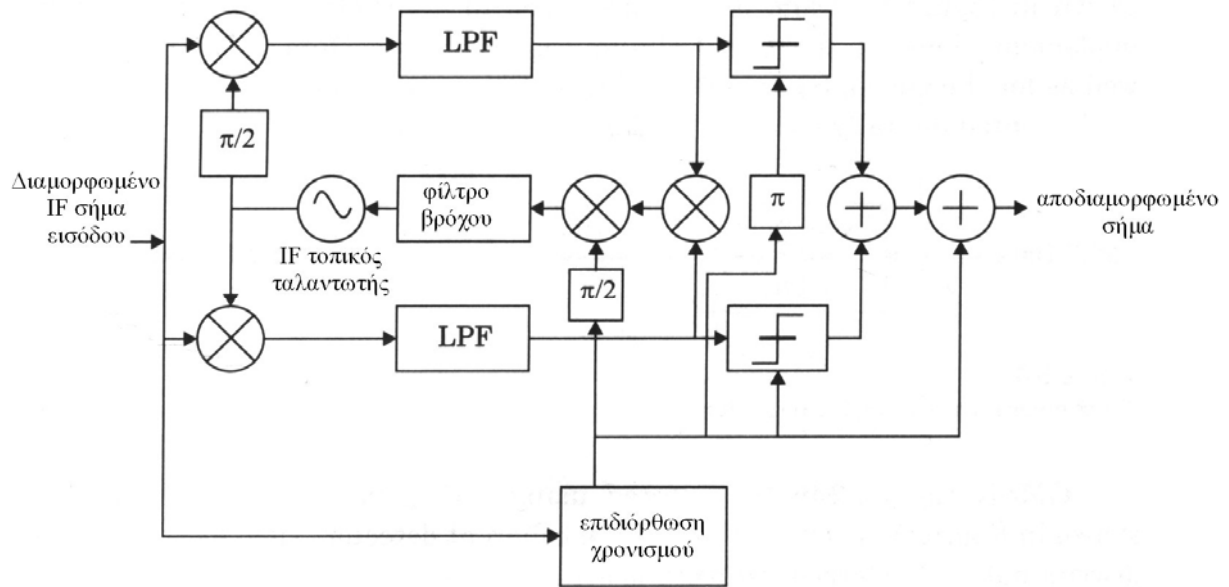 LPF
π/2
Διαμορφωμένο
IF σήμα
εισόδου
φίλτρο
βρόχου
π
αποδιαμορφωμένο
σήμα
IF τοπικός
ταλαντωτής
π/2
LPF
επιδιόρθωση
χρονισμού